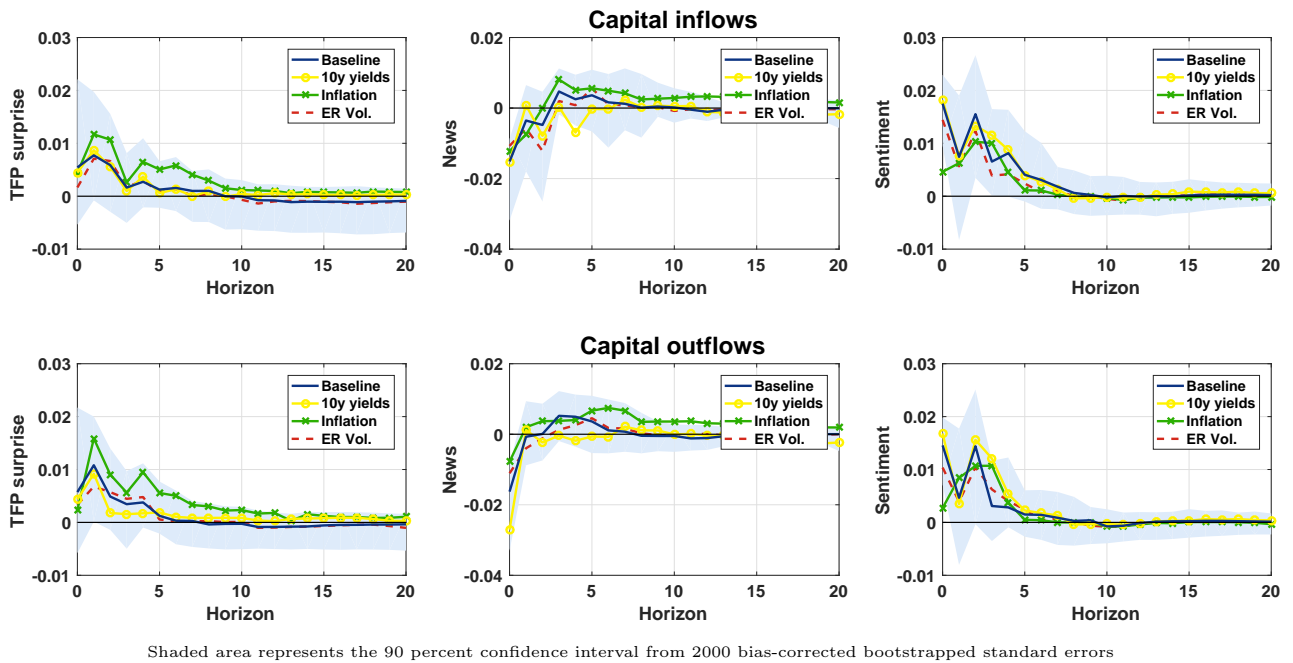 Capital inflows
TFP surprise
0.03
0.02
0.01
0
-0.01
0 5 10 15 20
Horizon
Baseline
10y yields
Inflation
ER Vol.
News
0.02
0
-0.02
-0.04
0 5 10 15 20
Horizon
Baseline
10y yields
Inflation
ER Vol.
Sentiment
0.03
0.02
0.01
0
-0.01
0 5 10 15 20
Horizon
Baseline
10y yields
Inflation
ER Vol.
Capital outflows
TFP surprise
0.03
0.02
0.01
0
-0.01
0 5 10 15 20
Horizon
Baseline
10y yields
Inflation
ER Vol.
News
0.02
0
-0.02
-0.04
0 5 10 15 20
Horizon
Baseline
10y yields
Inflation
ER Vol.
Sentiment
0.03
0.02
0.01
0
-0.01
0 5 10 15 20
Horizon
Baseline
10y yields
Inflation
ER Vol.
Shaded area represents the 90 percent confidence interval from 2000 bias-corrected bootstrapped standard errors